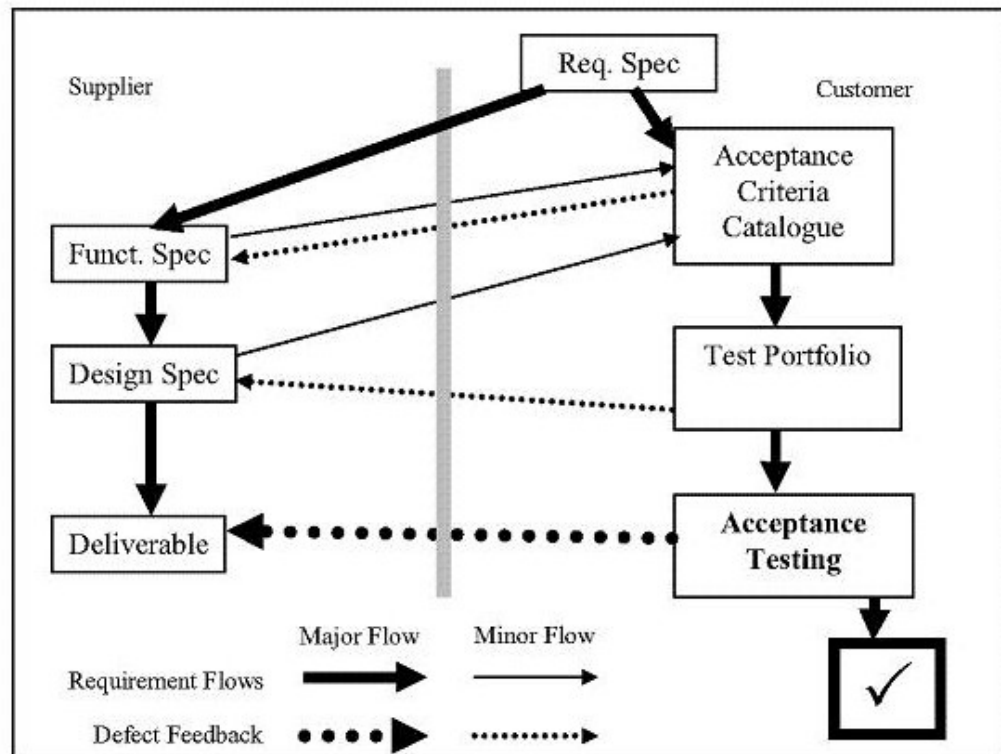 Req. Spec
Supplier
Customer
Acceptance
Criteria
Catalogue
Funct. Spec
Design Spec
Test Portfolio
Deliverable
Acceptance
Testing
Major Flow
Minor Flow
Requirement Flows
Defect Feedback